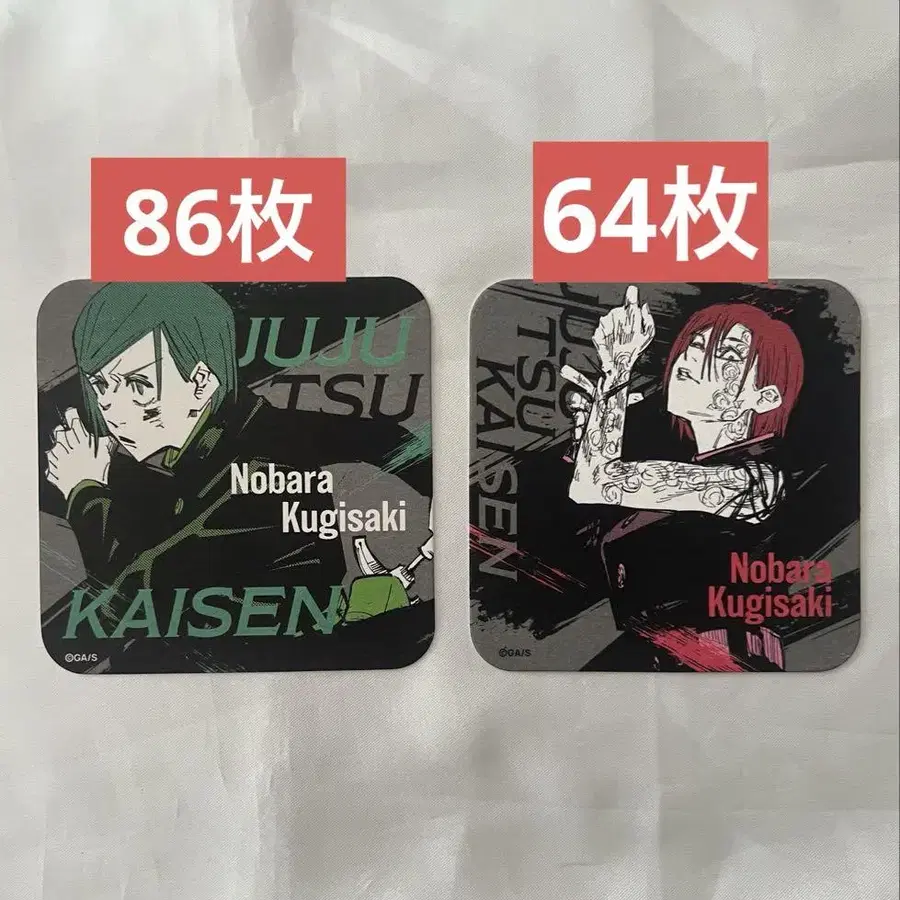 86枚
JUJU
TSU
Nobara
Kugisaki
KAISEN
©GA/S
64枚
JUJU
TSU
KAISEN
Nobara
Kugisaki
©GA/S